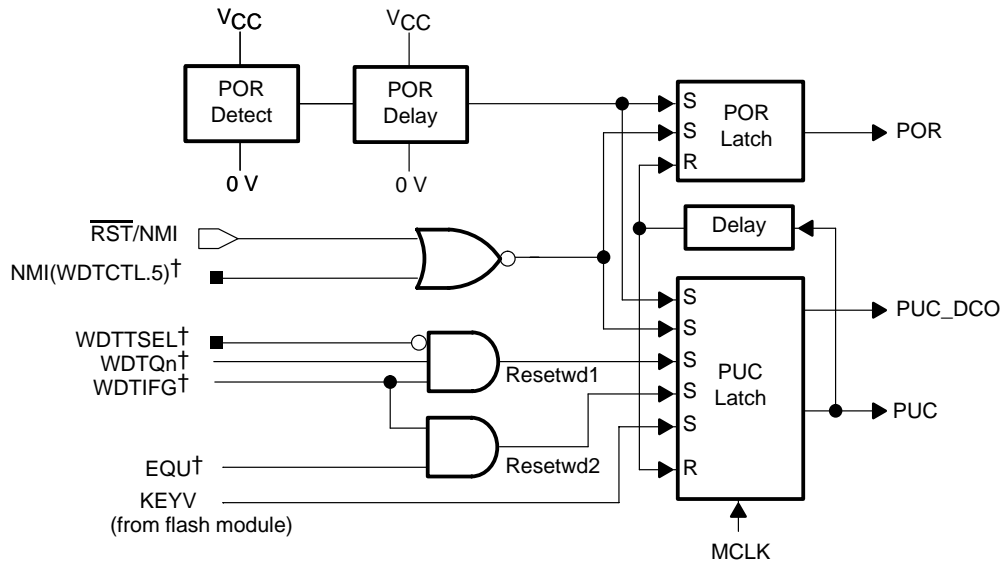 VCC
VCC
POR
Detect
POR
Delay
S
S
R
POR
Latch
POR
0 V
0 V
RST/NMI
Delay
NMI(WDTCTL.5)†
S
S
S
S
S
R
PUC
Latch
PUC_DCO
WDTTSEL†
WDTQn†
WDTIFG†
Resetwd1
PUC
EQU†
Resetwd2
KEYV
(from flash module)
MCLK